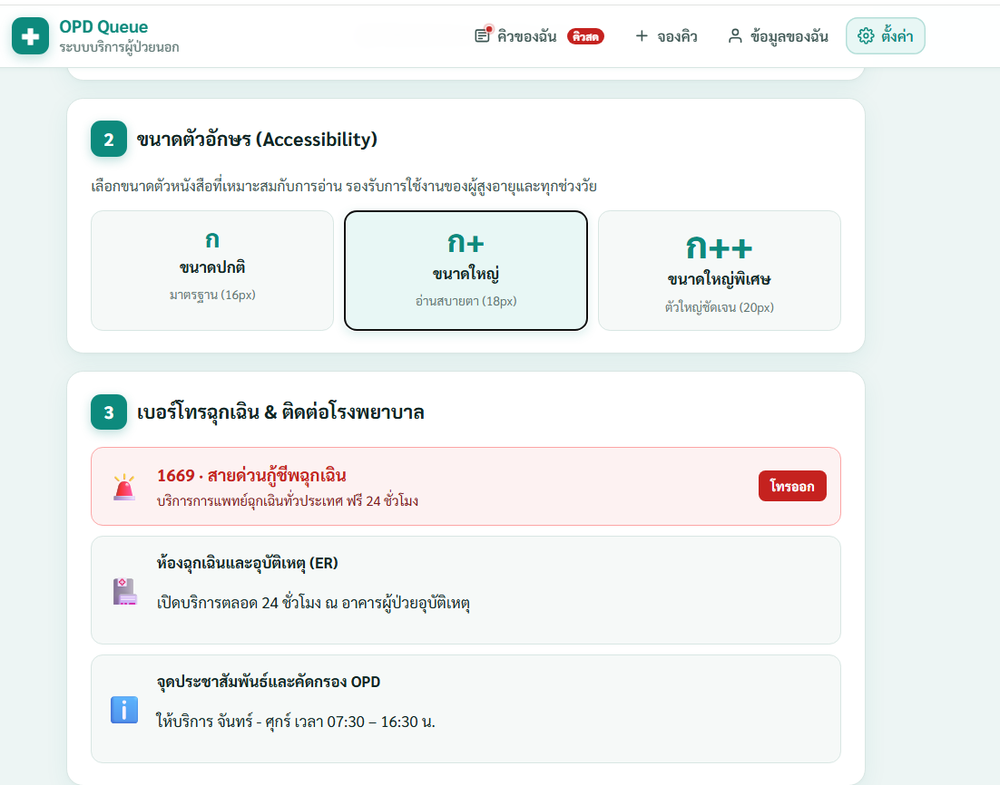 OPD Queue
ระบบบริการผู้ป่วยนอก
คิวของฉัน คิวสด
จองคิว
ข้อมูลของฉัน
ตั้งค่า
2 ขนาดตัวอักษร (Accessibility)
เลือกขนาดตัวหนังสือที่เหมาะสมกับการอ่าน รองรับการใช้งานของผู้สูงอายุและทุกช่วงวัย
ก
ขนาดปกติ
มาตรฐาน (16px)
ก+
ขนาดใหญ่
อ่านสบายตา (18px)
ก++
ขนาดใหญ่พิเศษ
ตัวใหญ่ชัดเจน (20px)
3 เบอร์โทรฉุกเฉิน & ติดต่อโรงพยาบาล
1669 · สายด่วนกู้ชีพฉุกเฉิน
บริการการแพทย์ฉุกเฉินทั่วประเทศ ฟรี 24 ชั่วโมง
โทรออก
ห้องฉุกเฉินและอุบัติเหตุ (ER)
เปิดบริการตลอด 24 ชั่วโมง ณ อาคารผู้ป่วยอุบัติเหตุ
จุดประชาสัมพันธ์และคัดกรอง OPD
ให้บริการ จันทร์ - ศุกร์ เวลา 07:30 – 16:30 น.